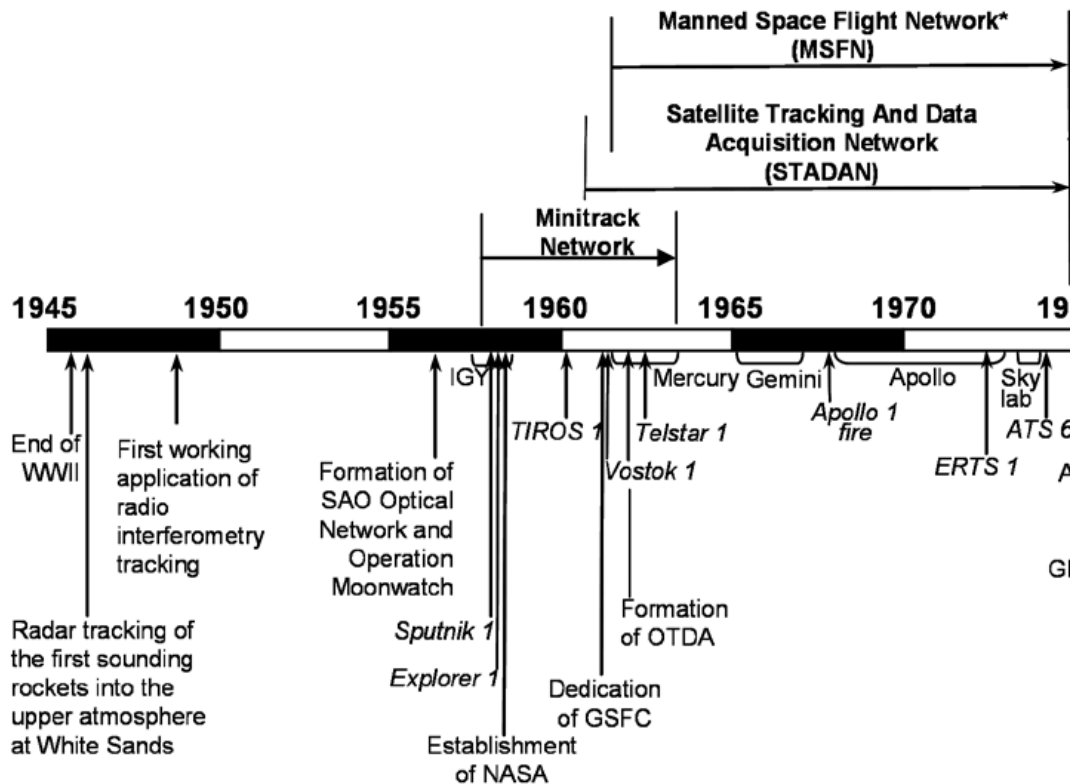 Manned Space Flight Network*
(MSFN)
Satellite Tracking And Data
Acquisition Network
(STADAN)
Minitrack
Network
1945 1950 1955 1960 1965 1970 19
IGY
Mercury Gemini
Apollo
Sky
lab
End of
WWII
First working
application of
radio
interferometry
tracking
Formation of
SAO Optical
Network and
Operation
Moonwatch
TIROS 1
Telstar 1
Vostok 1
Apollo 1
fire
ERTS 1
ATS 6
A
Radar tracking of
the first sounding
rockets into the
upper atmosphere
at White Sands
Sputnik 1
Explorer 1
Establishment
of NASA
Dedication
of GSFC
Formation
of OTDA